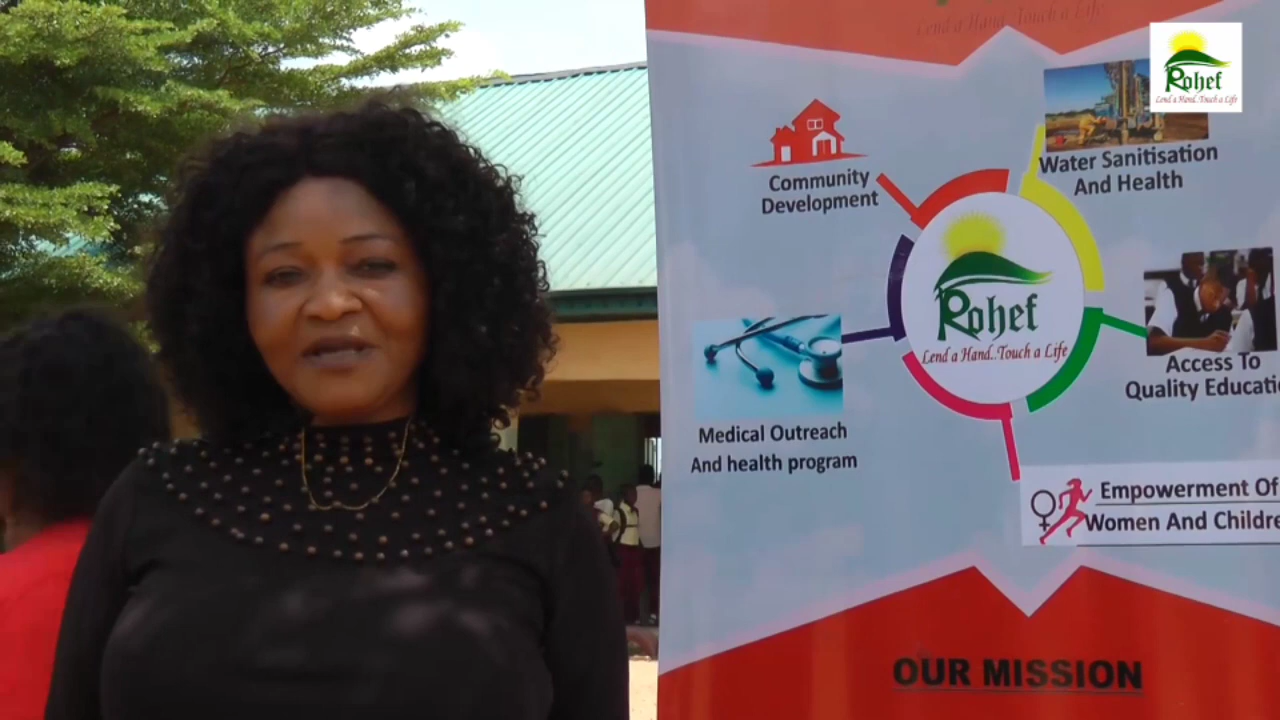 Lend a Hand Touch a Life
Rohef
Lend a Hand..Touch a Life
Water Sanitisation
And Health
Community
Development
Rohef
Lend a Hand..Touch a Life
Access To
Quality Educatio
Medical Outreach
And health program
Empowerment Of
Women And Childre
OUR MISSION